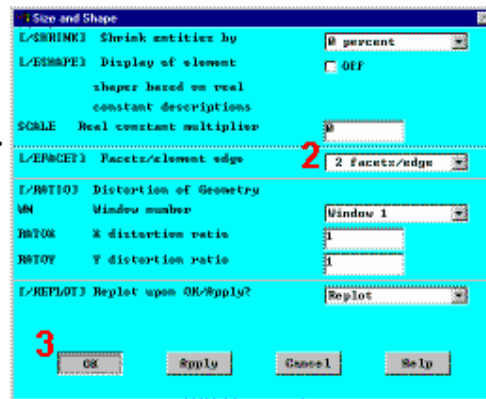 Size and Shape
[/SHRINK] Shrink entities by 0 percent
[/ESHAPE] Display of element Off
shapes based on real
constant descriptions
SCALE Real constant multiplier 0
[/EFACET] Facets/element edge 2 2 facets/edge
[/RATIO] Distortion of Geometry
WN Window number Window 1
RATOX X distortion ratio 1
RATOY Y distortion ratio 1
[/REPLOT] Replot upon OK/Apply? Replot
3
OK Apply Cancel Help